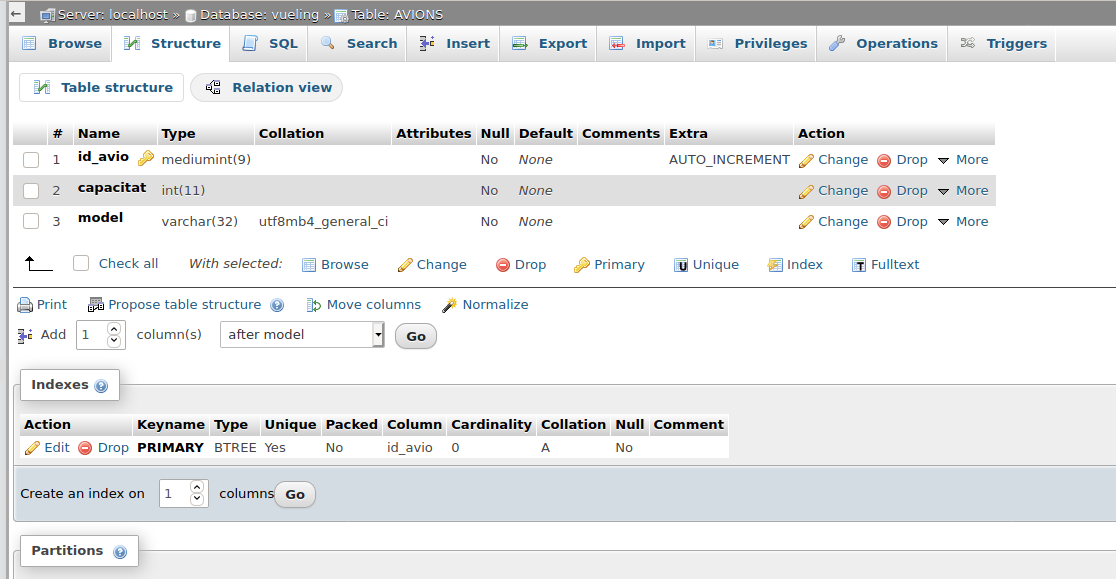 Server: localhost » Database: vueling » Table: AVIONS
Browse Structure SQL Search Insert Export Import Privileges Operations Triggers
Table structure Relation view
# Name Type Collation Attributes Null Default Comments Extra Action
1 id_avio mediumint(9) No None AUTO_INCREMENT Change Drop More
2 capacitat int(11) No None Change Drop More
3 model varchar(32) utf8mb4_general_ci No None Change Drop More
Check all With selected: Browse Change Drop Primary Unique Index Fulltext
Print Propose table structure Move columns Normalize
Add 1 column(s) after model Go
Indexes
Action Keyname Type Unique Packed Column Cardinality Collation Null Comment
Edit Drop PRIMARY BTREE Yes No id_avio 0 A No
Create an index on 1 columns Go
Partitions